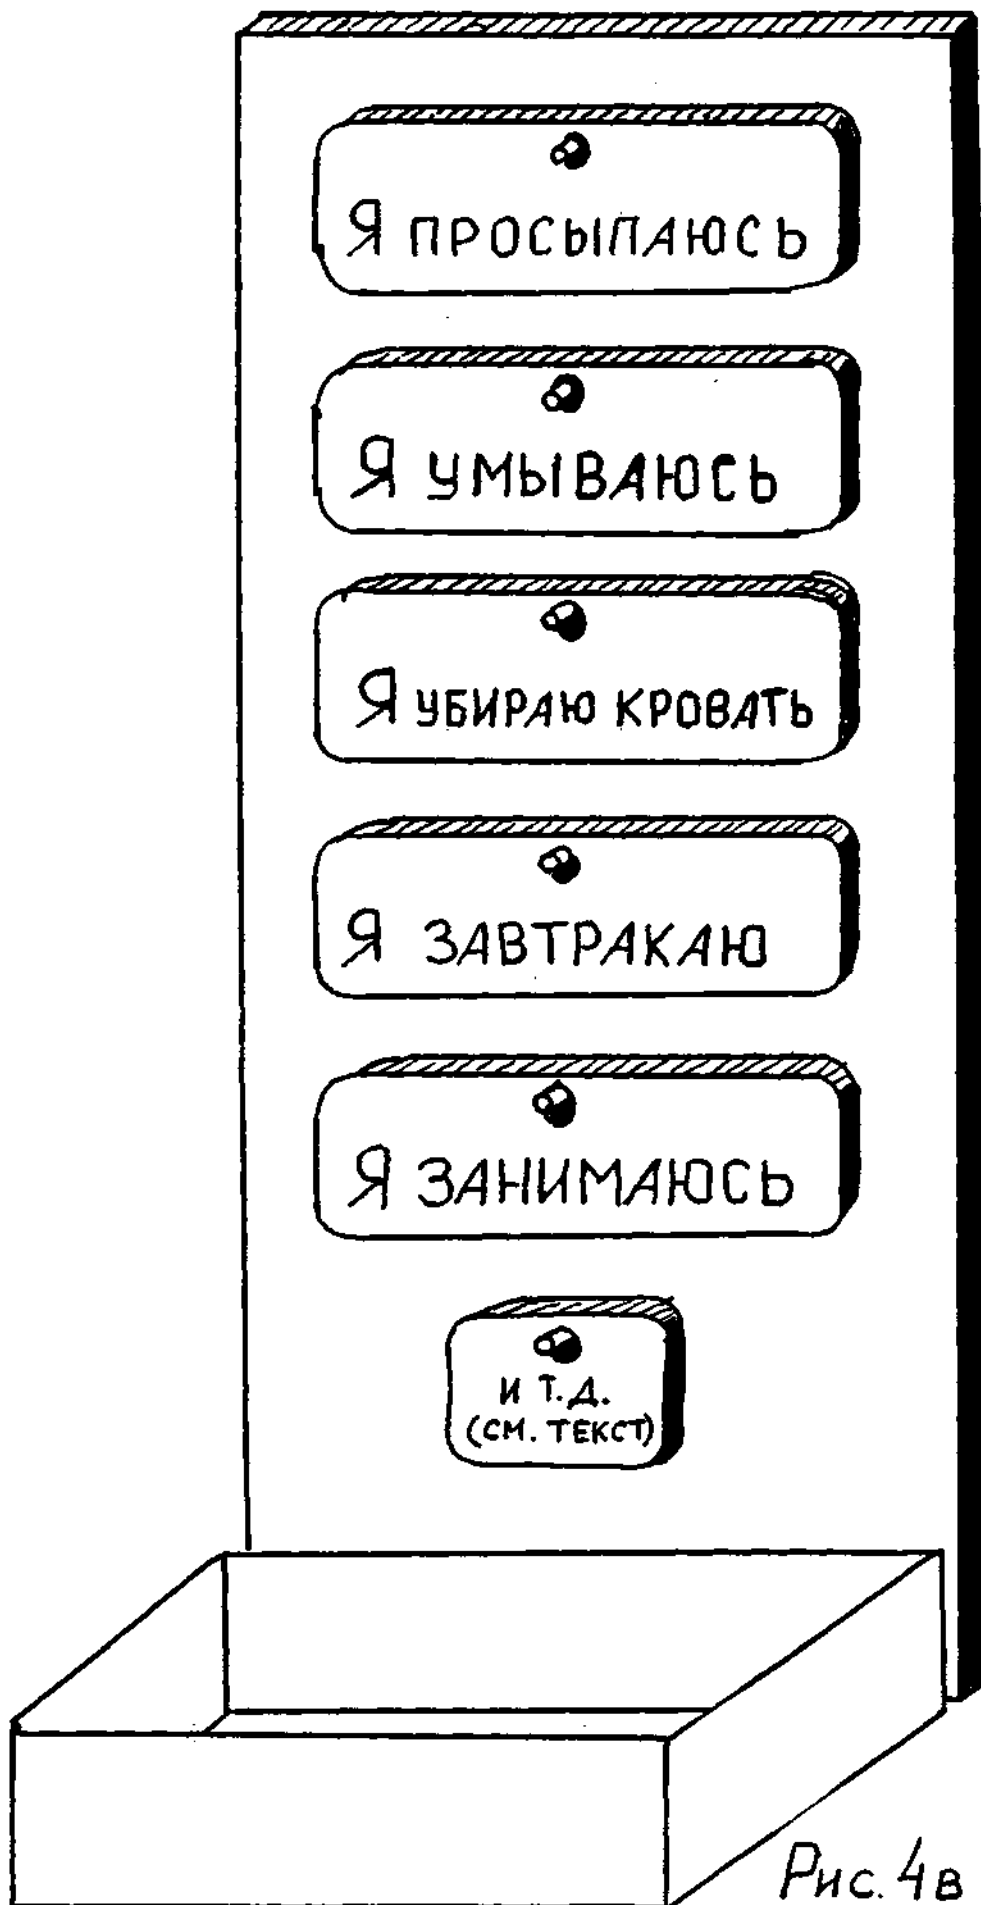 Я ПРОСЫПАЮСЬ
Я УМЫВАЮСЬ
Я УБИРАЮ КРОВАТЬ
Я ЗАВТРАКАЮ
Я ЗАНИМАЮСЬ
И Т.Д.
(СМ. ТЕКСТ)
Рис. 4в